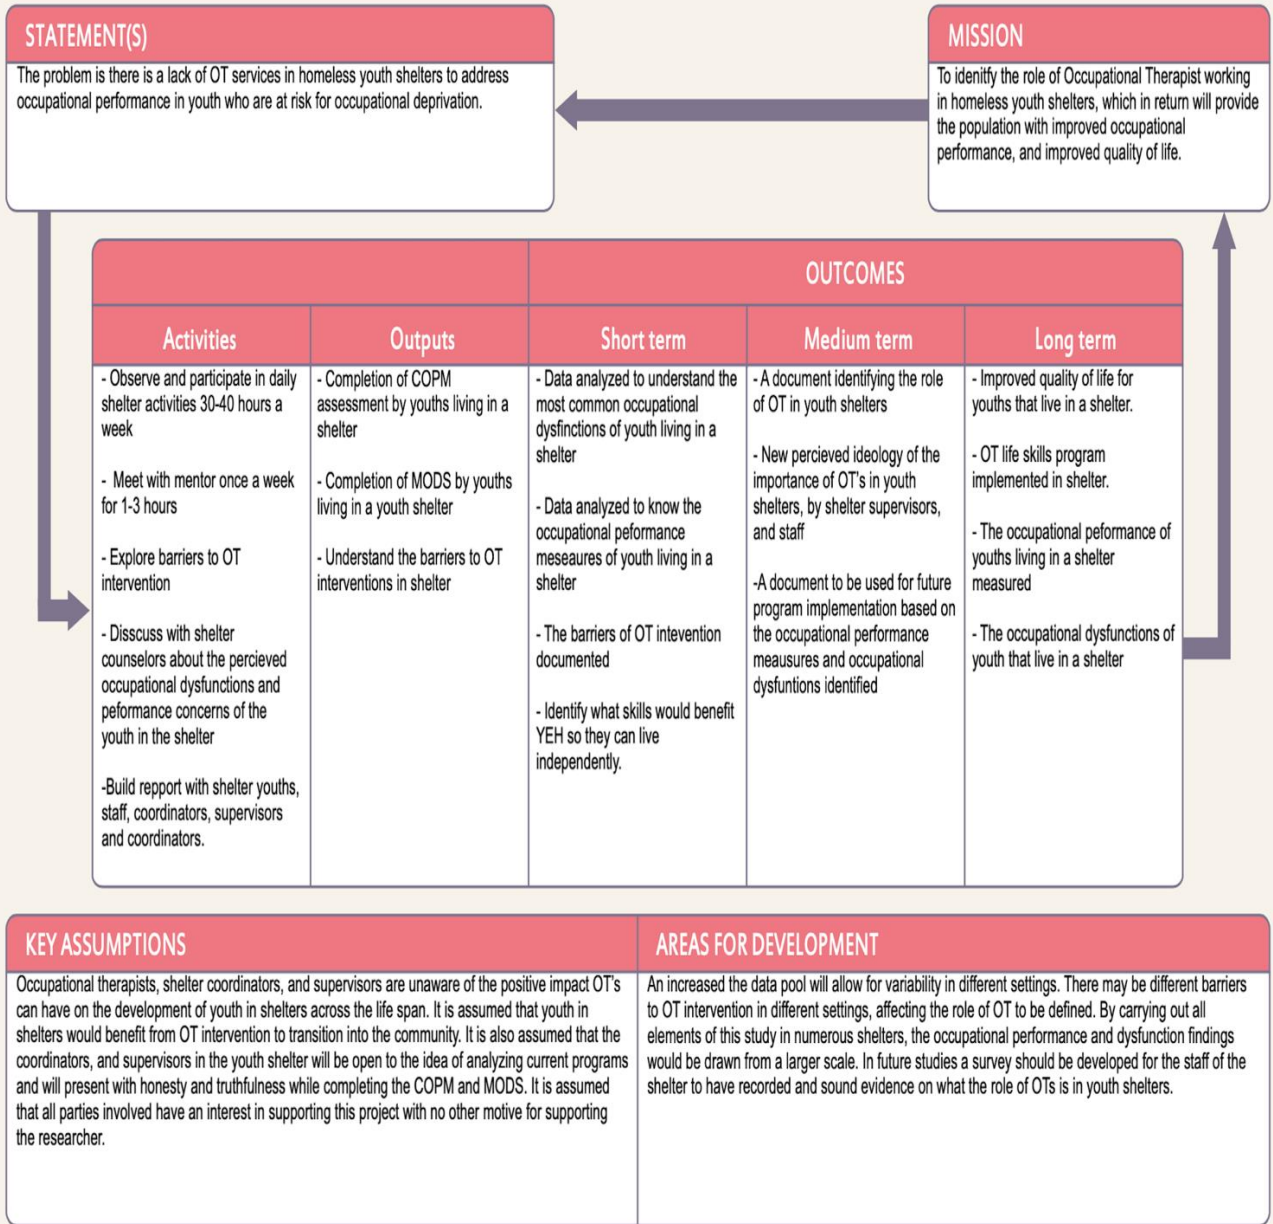 STATEMENT(S)
The problem is there is a lack of OT services in homeless youth shelters to address
occupational performance in youth who are at risk for occupational deprivation.
MISSION
To idenitfy the role of Occupational Therapist working
in homeless youth shelters, which in return will provide
the population with improved occupational
performance, and improved quality of life.
OUTCOMES
Activities
- Observe and participate in daily
shelter activities 30-40 hours a
week
- Meet with mentor once a week
for 1-3 hours
- Explore barriers to OT
intervention
- Disscuss with shelter
counselors about the percieved
occupational dysfunctions and
peformance concerns of the
youth in the shelter
-Build repport with shelter youths,
staff, coordinators, supervisors
and coordinators.
Outputs
- Completion of COPM
assessment by youths living in a
shelter
- Completion of MODS by youths
living in a youth shelter
- Understand the barriers to OT
interventions in shelter
Short term
- Data analyzed to understand the
most common occupational
dysfinctions of youth living in a
shelter
- Data analyzed to know the
occupational peformance
meseaures of youth living in a
shelter
- The barriers of OT intevention
documented
- Identify what skills would benefit
YEH so they can live
independently.
Medium term
- A document identifying the role
of OT in youth shelters
- New percieved ideology of the
importance of OT's in youth
shelters, by shelter supervisors,
and staff
-A document to be used for future
program implementation based on
the occupational performance
meausures and occupational
dysfuntions identified
Long term
- Improved quality of life for
youths that live in a shelter.
- OT life skills program
implemented in shelter.
- The occupational peformance of
youths living in a shelter
measured
- The occupational dysfunctions of
youth that live in a shelter
KEY ASSUMPTIONS
Occupational therapists, shelter coordinators, and supervisors are unaware of the positive impact OT's
can have on the development of youth in shelters across the life span. It is assumed that youth in
shelters would benefit from OT intervention to transition into the community. It is also assumed that the
coordinators, and supervisors in the youth shelter will be open to the idea of analyzing current programs
and will present with honesty and truthfulness while completing the COPM and MODS. It is assumed
that all parties involved have an interest in supporting this project with no other motive for supporting
the researcher.
AREAS FOR DEVELOPMENT
An increased the data pool will allow for variability in different settings. There may be different barriers
to OT intervention in different settings, affecting the role of OT to be defined. By carrying out all
elements of this study in numerous shelters, the occupational performance and dysfunction findings
would be drawn from a larger scale. In future studies a survey should be developed for the staff of the
shelter to have recorded and sound evidence on what the role of OTs is in youth shelters.